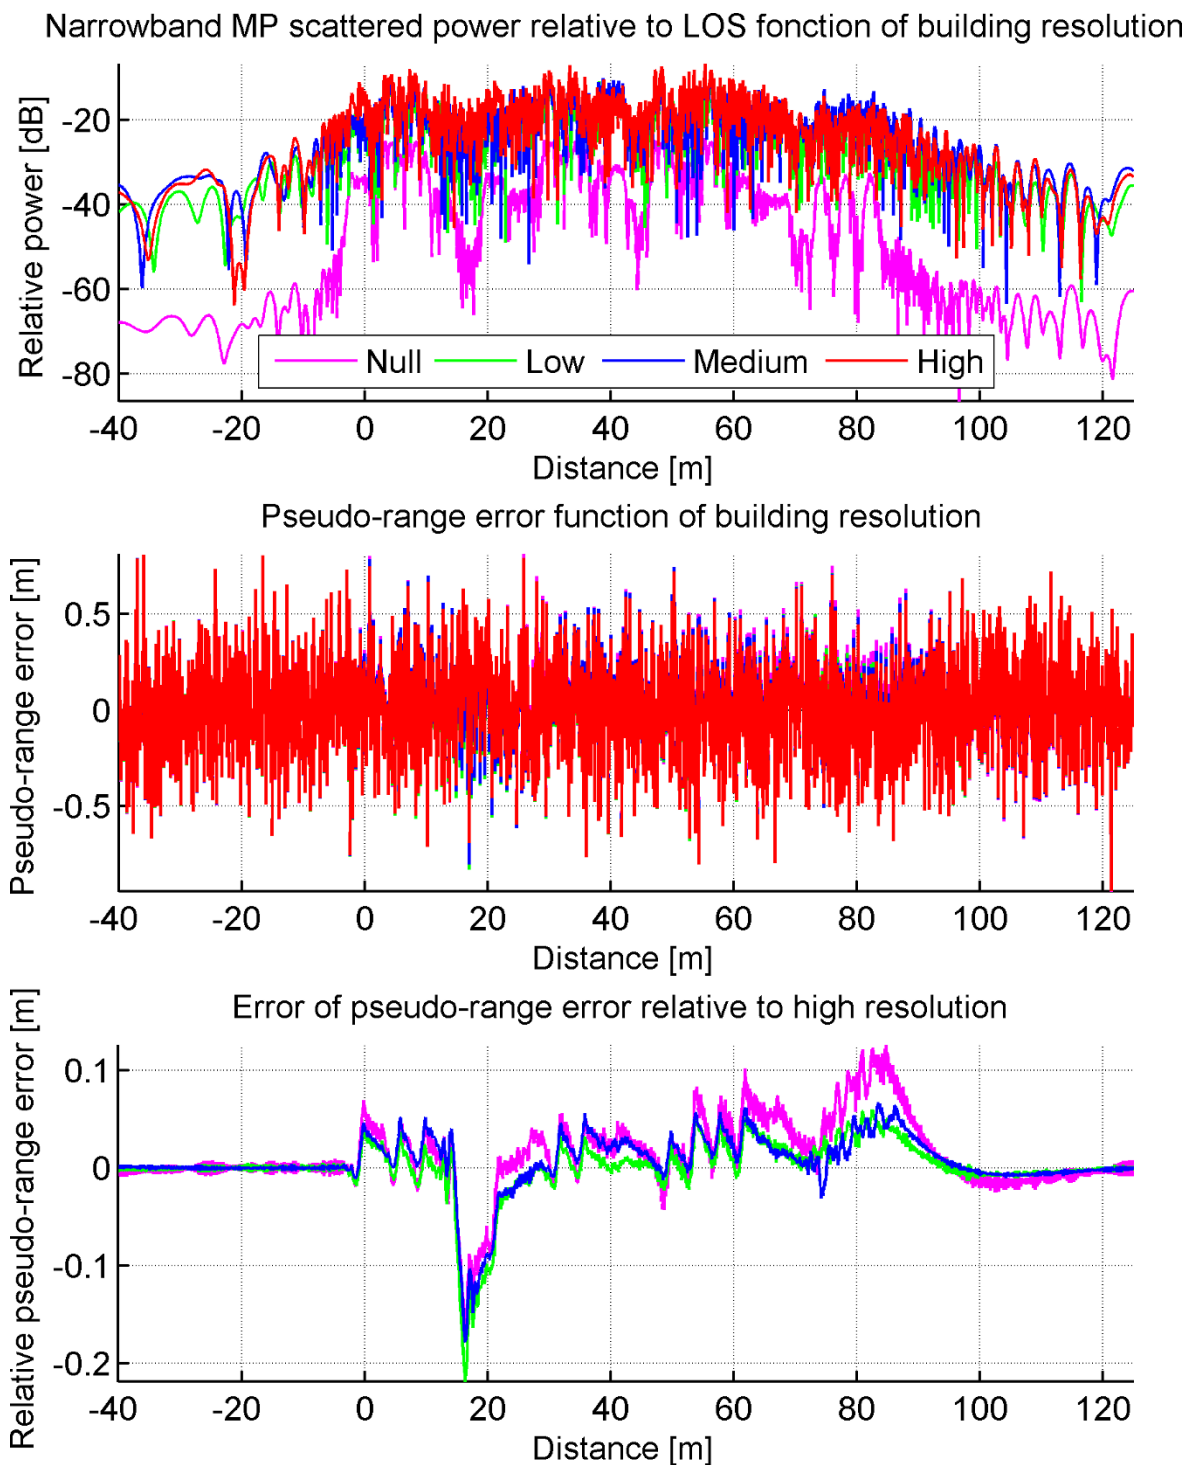 Narrowband MP scattered power relative to LOS fonction of building resolution
Relative power [dB]
-20
-40
-60
-80
Null Low Medium High
-40 -20 0 20 40 60 80 100 120
Distance [m]
Pseudo-range error function of building resolution
Pseudo-range error [m]
0.5
0
-0.5
-40 -20 0 20 40 60 80 100 120
Distance [m]
Error of pseudo-range error relative to high resolution
Relative pseudo-range error [m]
0.1
0
-0.1
-0.2
-40 -20 0 20 40 60 80 100 120
Distance [m]